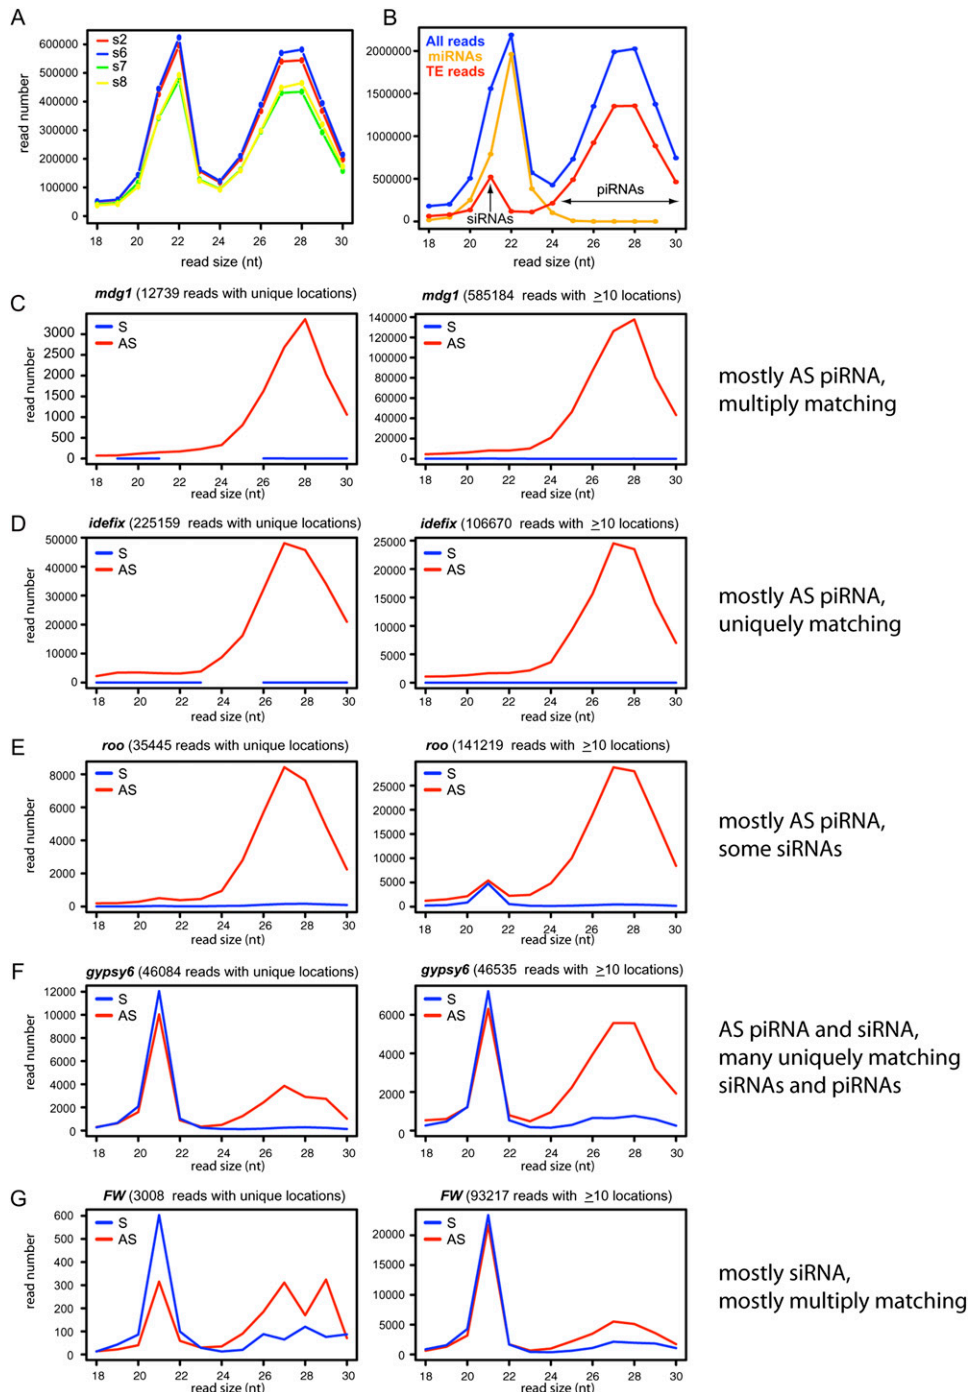 A
s2
s6
s7
s8
read number
600000
500000
400000
300000
200000
100000
0
18 20 22 24 26 28 30
read size (nt)
B
All reads
miRNAs
TE reads
2000000
1500000
1000000
500000
0
siRNAs
piRNAs
18 20 22 24 26 28 30
read size (nt)
C
mdg1 (12739 reads with unique locations)
S
AS
read number
3000
2500
2000
1500
1000
500
0
18 20 22 24 26 28 30
read size (nt)
mdg1 (585184 reads with ≥10 locations)
S
AS
140000
120000
100000
80000
60000
40000
20000
0
18 20 22 24 26 28 30
read size (nt)
mostly AS piRNA,
multiply matching
D
idefix (225159 reads with unique locations)
S
AS
read number
50000
40000
30000
20000
10000
0
18 20 22 24 26 28 30
read size (nt)
idefix (106670 reads with ≥10 locations)
S
AS
25000
20000
15000
10000
5000
0
18 20 22 24 26 28 30
read size (nt)
mostly AS piRNA,
uniquely matching
E
roo (35445 reads with unique locations)
S
AS
read number
8000
6000
4000
2000
0
18 20 22 24 26 28 30
read size (nt)
roo (141219 reads with ≥10 locations)
S
AS
25000
20000
15000
10000
5000
0
18 20 22 24 26 28 30
read size (nt)
mostly AS piRNA,
some siRNAs
F
gypsy6 (46084 reads with unique locations)
S
AS
read number
12000
10000
8000
6000
4000
2000
0
18 20 22 24 26 28 30
read size (nt)
gypsy6 (46535 reads with ≥10 locations)
S
AS
6000
4000
2000
0
18 20 22 24 26 28 30
read size (nt)
AS piRNA and siRNA,
many uniquely matching
siRNAs and piRNAs
G
FW (3008 reads with unique locations)
S
AS
read number
600
500
400
300
200
100
0
18 20 22 24 26 28 30
read size (nt)
FW (93217 reads with ≥10 locations)
S
AS
20000
15000
10000
5000
0
18 20 22 24 26 28 30
read size (nt)
mostly siRNA,
mostly multiply matching